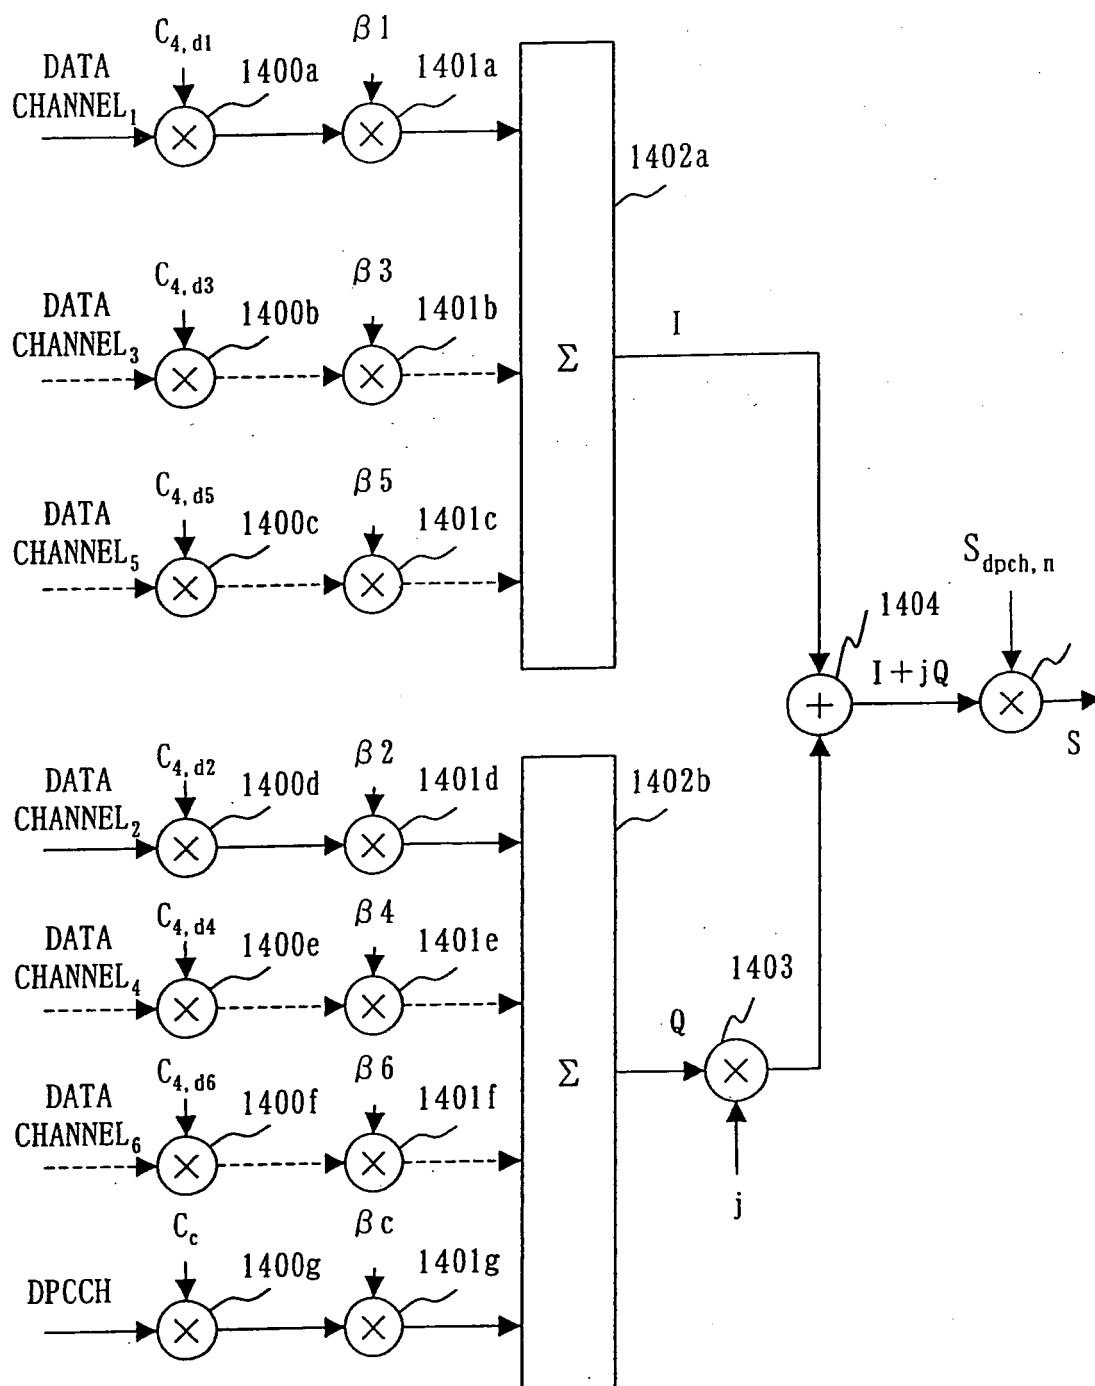 C4,d1
β1
DATA
CHANNEL1
1400a
1401a
1402a
C4,d3
β3
DATA
CHANNEL3
1400b
1401b
I
Σ
C4,d5
β5
DATA
CHANNEL5
1400c
1401c
Sdpch,n
1404
I+jQ
S
C4,d2
β2
DATA
CHANNEL2
1400d
1401d
1402b
C4,d4
β4
DATA
CHANNEL4
1400e
1401e
1403
Q
Σ
C4,d6
β6
DATA
CHANNEL6
1400f
1401f
j
Cc
βc
DPCCH
1400g
1401g